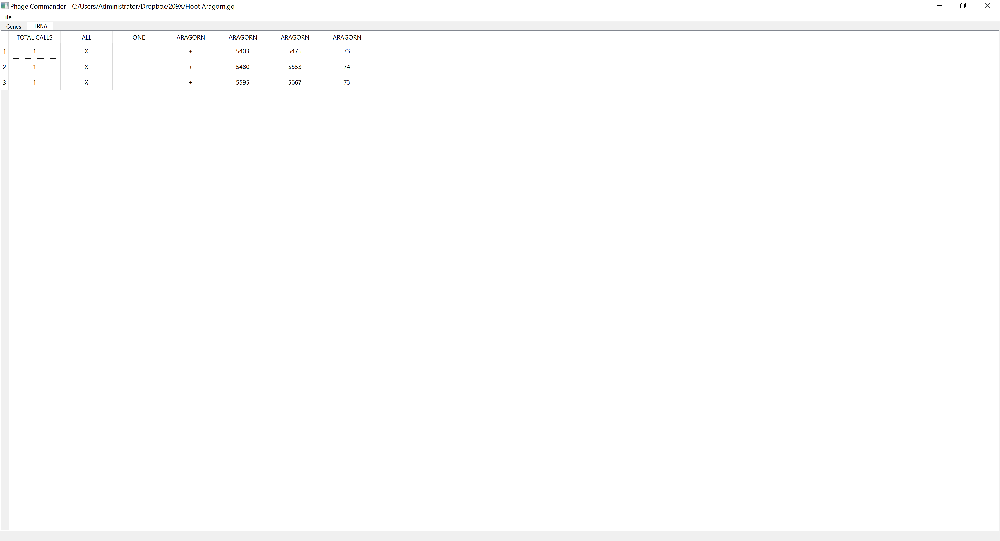 Phage Commander - C:/Users/Administrator/Dropbox/209X/Hoot Aragorn.gq
File
Genes TRNA
TOTAL CALLS ALL ONE ARAGORN ARAGORN ARAGORN ARAGORN
1 1 X + 5403 5475 73
2 1 X + 5480 5553 74
3 1 X + 5595 5667 73